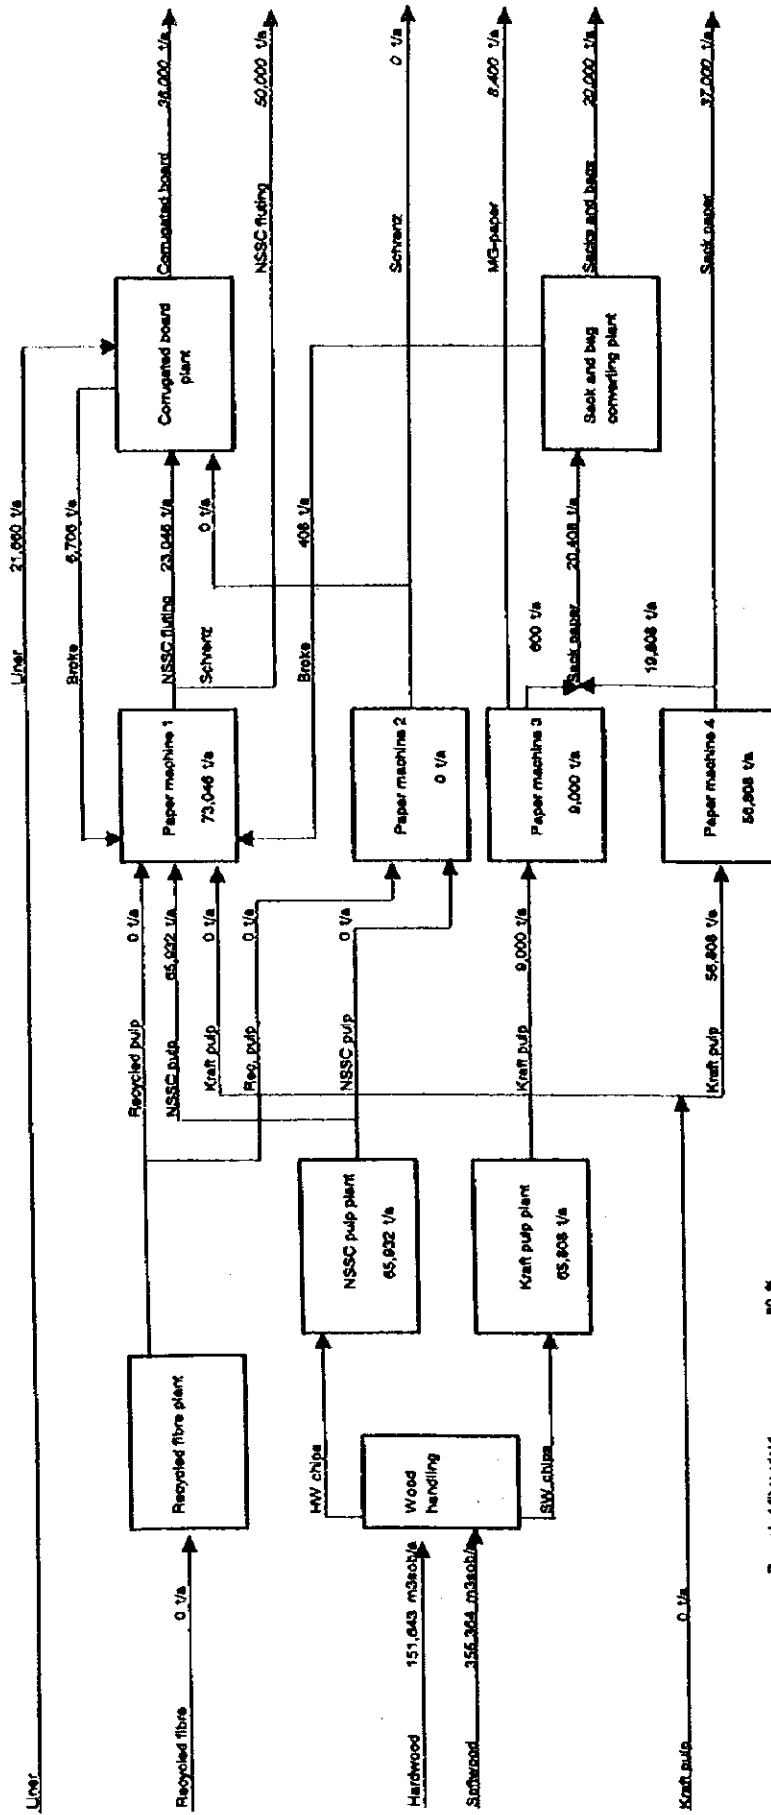 Liner
21,660 t/a
Broke
6,706 t/a
Corrugated board
plant
Corrugated board
38,000 t/a
Recycled fibre
0 t/a
Recycled fibre plant
Recycled pulp
0 t/a
NSSC pulp
65,932 t/a
Kraft pulp
0 t/a
Rec. pulp
0 t/a
Paper machine 1
73,046 t/a
NSSC fluting
23,046 t/a
Schrenz
0 t/a
NSSC fluting
50,000 t/a
Broke
408 t/a
Hardwood
151,643 m3sob/a
Softwood
355,364 m3sob/a
Wood
handling
HW chips
SW chips
NSSC pulp plant
65,932 t/a
NSSC pulp
0 t/a
Paper machine 2
0 t/a
Schrenz
0 t/a
Kraft pulp plant
65,808 t/a
Kraft pulp
9,000 t/a
Paper machine 3
9,000 t/a
MG-paper
8,400 t/a
600 t/a
Sack paper
20,408 t/a
19,808 t/a
Sack and bag
converting plant
Sacks and bags
20,000 t/a
Kraft pulp
0 t/a
Kraft pulp
56,808 t/a
Paper machine 4
56,808 t/a
Sack paper
37,000 t/a